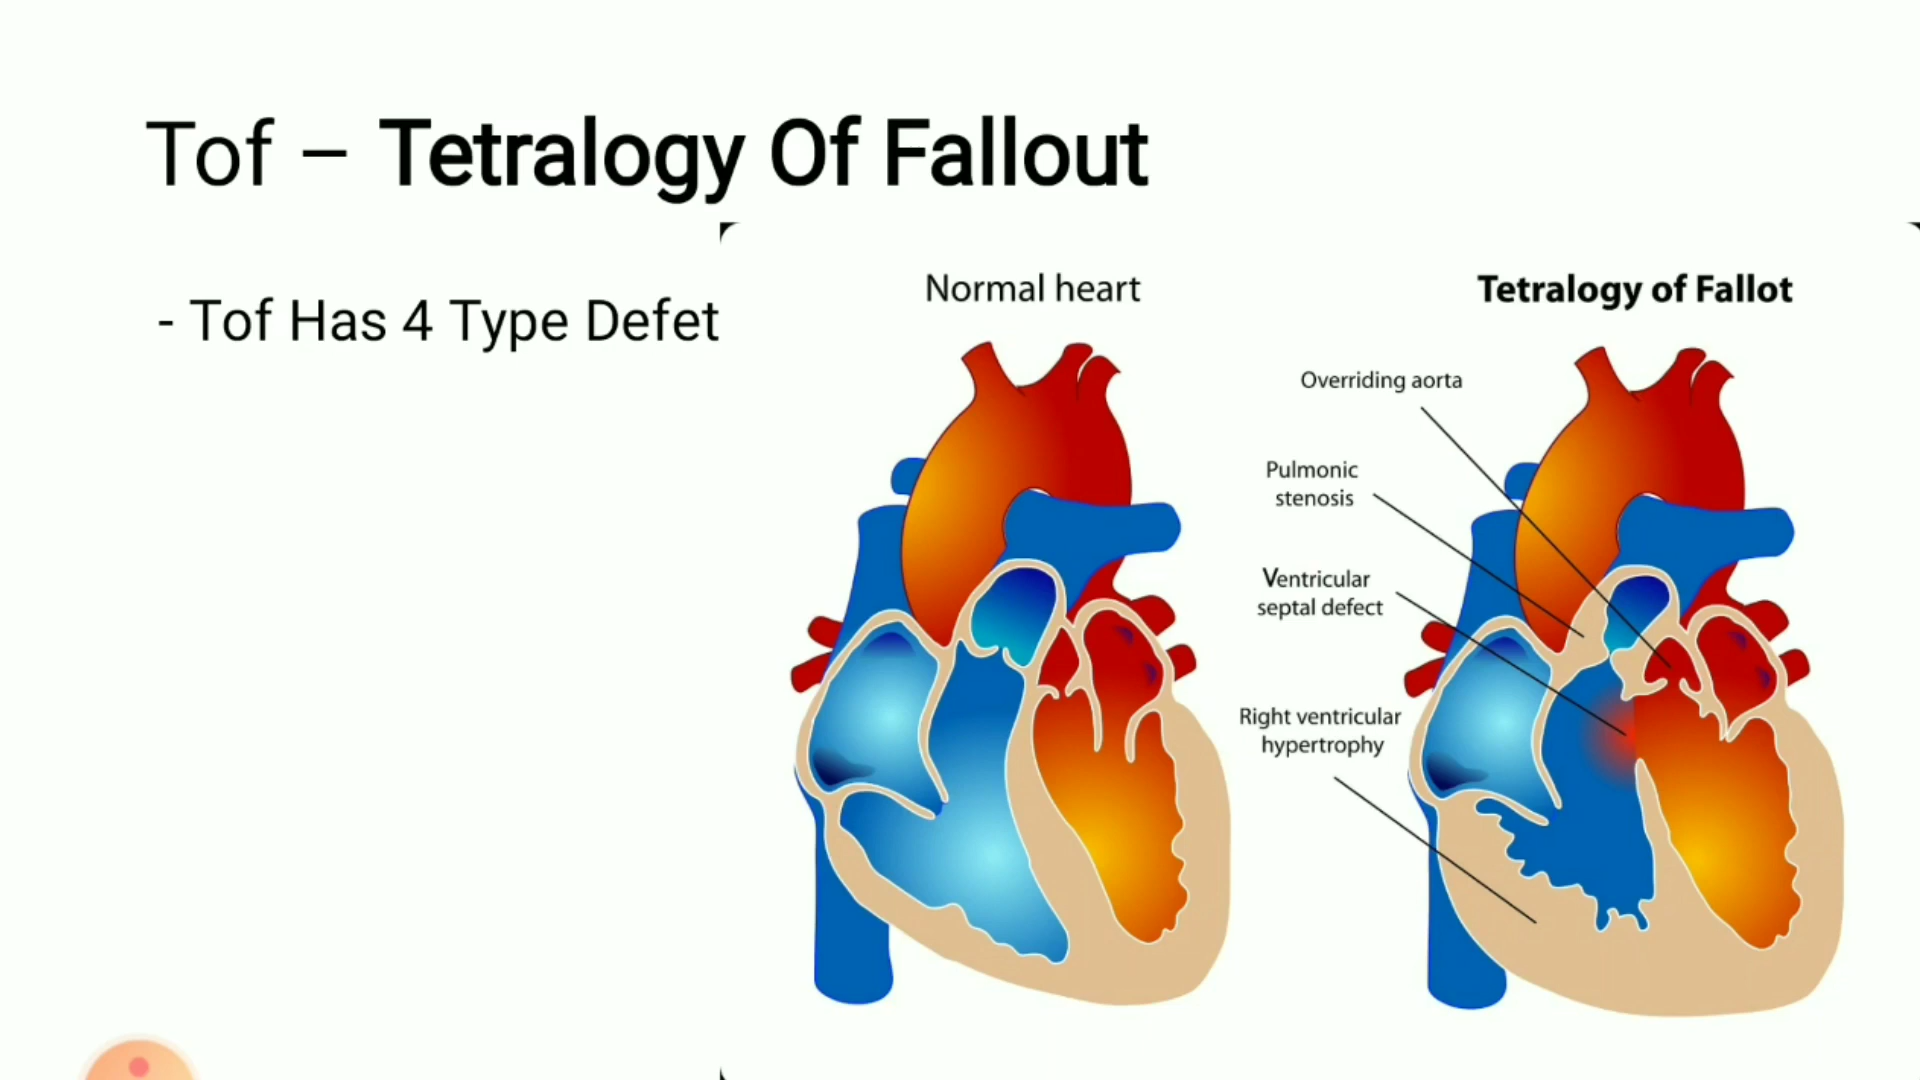 Tof – Tetralogy Of Fallout
- Tof Has 4 Type Defet
Normal heart
Tetralogy of Fallot
Overriding aorta
Pulmonic
stenosis
Ventricular
septal defect
Right ventricular
hypertrophy